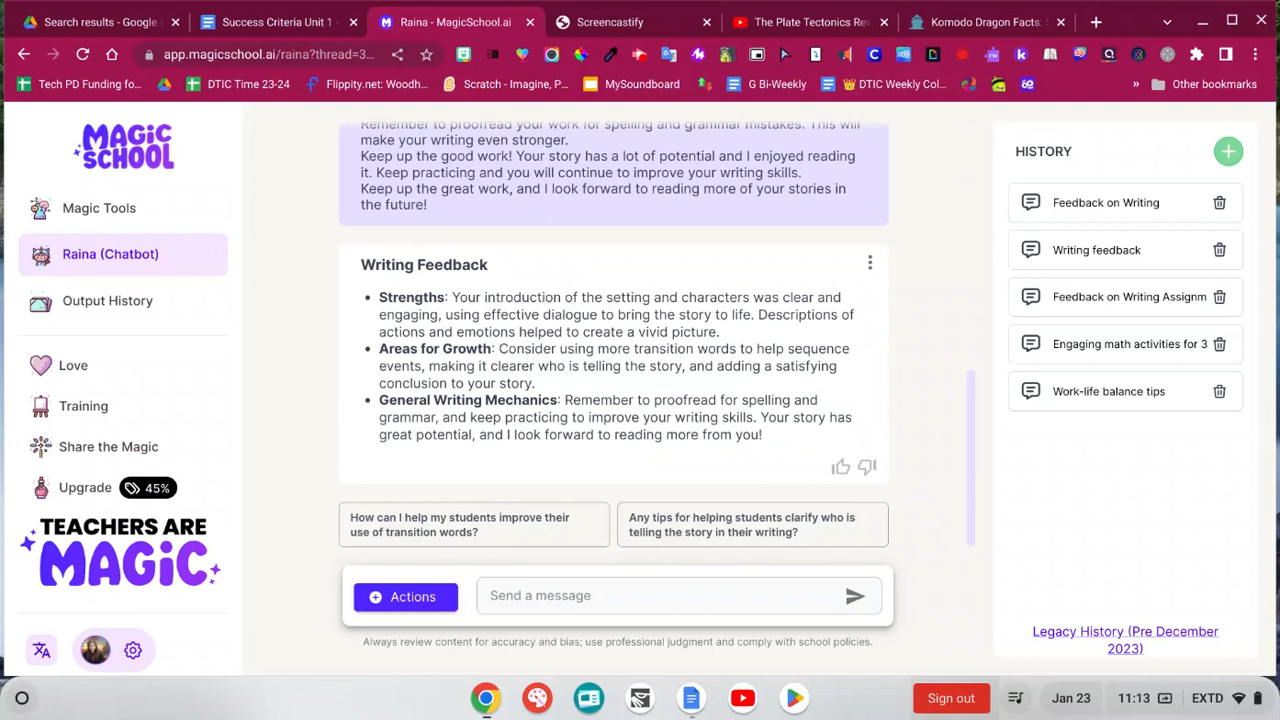 Search results - Google
Success Criteria Unit 1 -
Raina - MagicSchool.ai
Screencastify
The Plate Tectonics Rev
Komodo Dragon Facts:
app.magicschool.ai/raina?thread=3...
Tech PD Funding fo...
DTIC Time 23-24
Flippity.net: Woodh...
Scratch - Imagine, P...
MySoundboard
G Bi-Weekly
DTIC Weekly Col...
»
Other bookmarks
MAGIC
SCHOOL
Magic Tools
Raina (Chatbot)
Output History
Love
Training
Share the Magic
Upgrade
45%
TEACHERS ARE
MAGIC
Remember to proofread your work for spelling and grammar mistakes. This will
make your writing even stronger.
Keep up the good work! Your story has a lot of potential and I enjoyed reading
it. Keep practicing and you will continue to improve your writing skills.
Keep up the great work, and I look forward to reading more of your stories in
the future!
Writing Feedback
• Strengths: Your introduction of the setting and characters was clear and
engaging, using effective dialogue to bring the story to life. Descriptions of
actions and emotions helped to create a vivid picture.
• Areas for Growth: Consider using more transition words to help sequence
events, making it clearer who is telling the story, and adding a satisfying
conclusion to your story.
• General Writing Mechanics: Remember to proofread for spelling and
grammar, and keep practicing to improve your writing skills. Your story has
great potential, and I look forward to reading more from you!
How can I help my students improve their
use of transition words?
Any tips for helping students clarify who is
telling the story in their writing?
Actions
Send a message
Always review content for accuracy and bias; use professional judgment and comply with school policies.
HISTORY
Feedback on Writing
Writing feedback
Feedback on Writing Assignm
Engaging math activities for 3
Work-life balance tips
Legacy History (Pre December
2023)
Sign out
Jan 23
11:13
EXTD